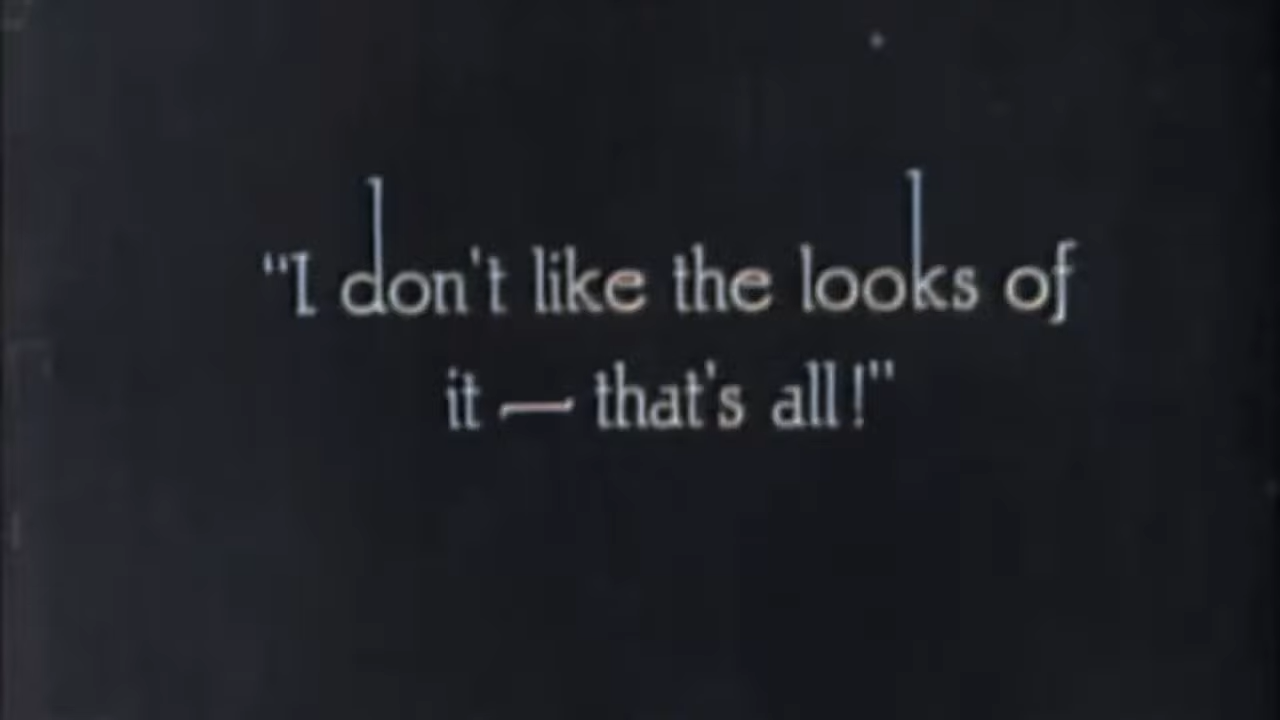 "I don't like the looks of
it — that's all!"